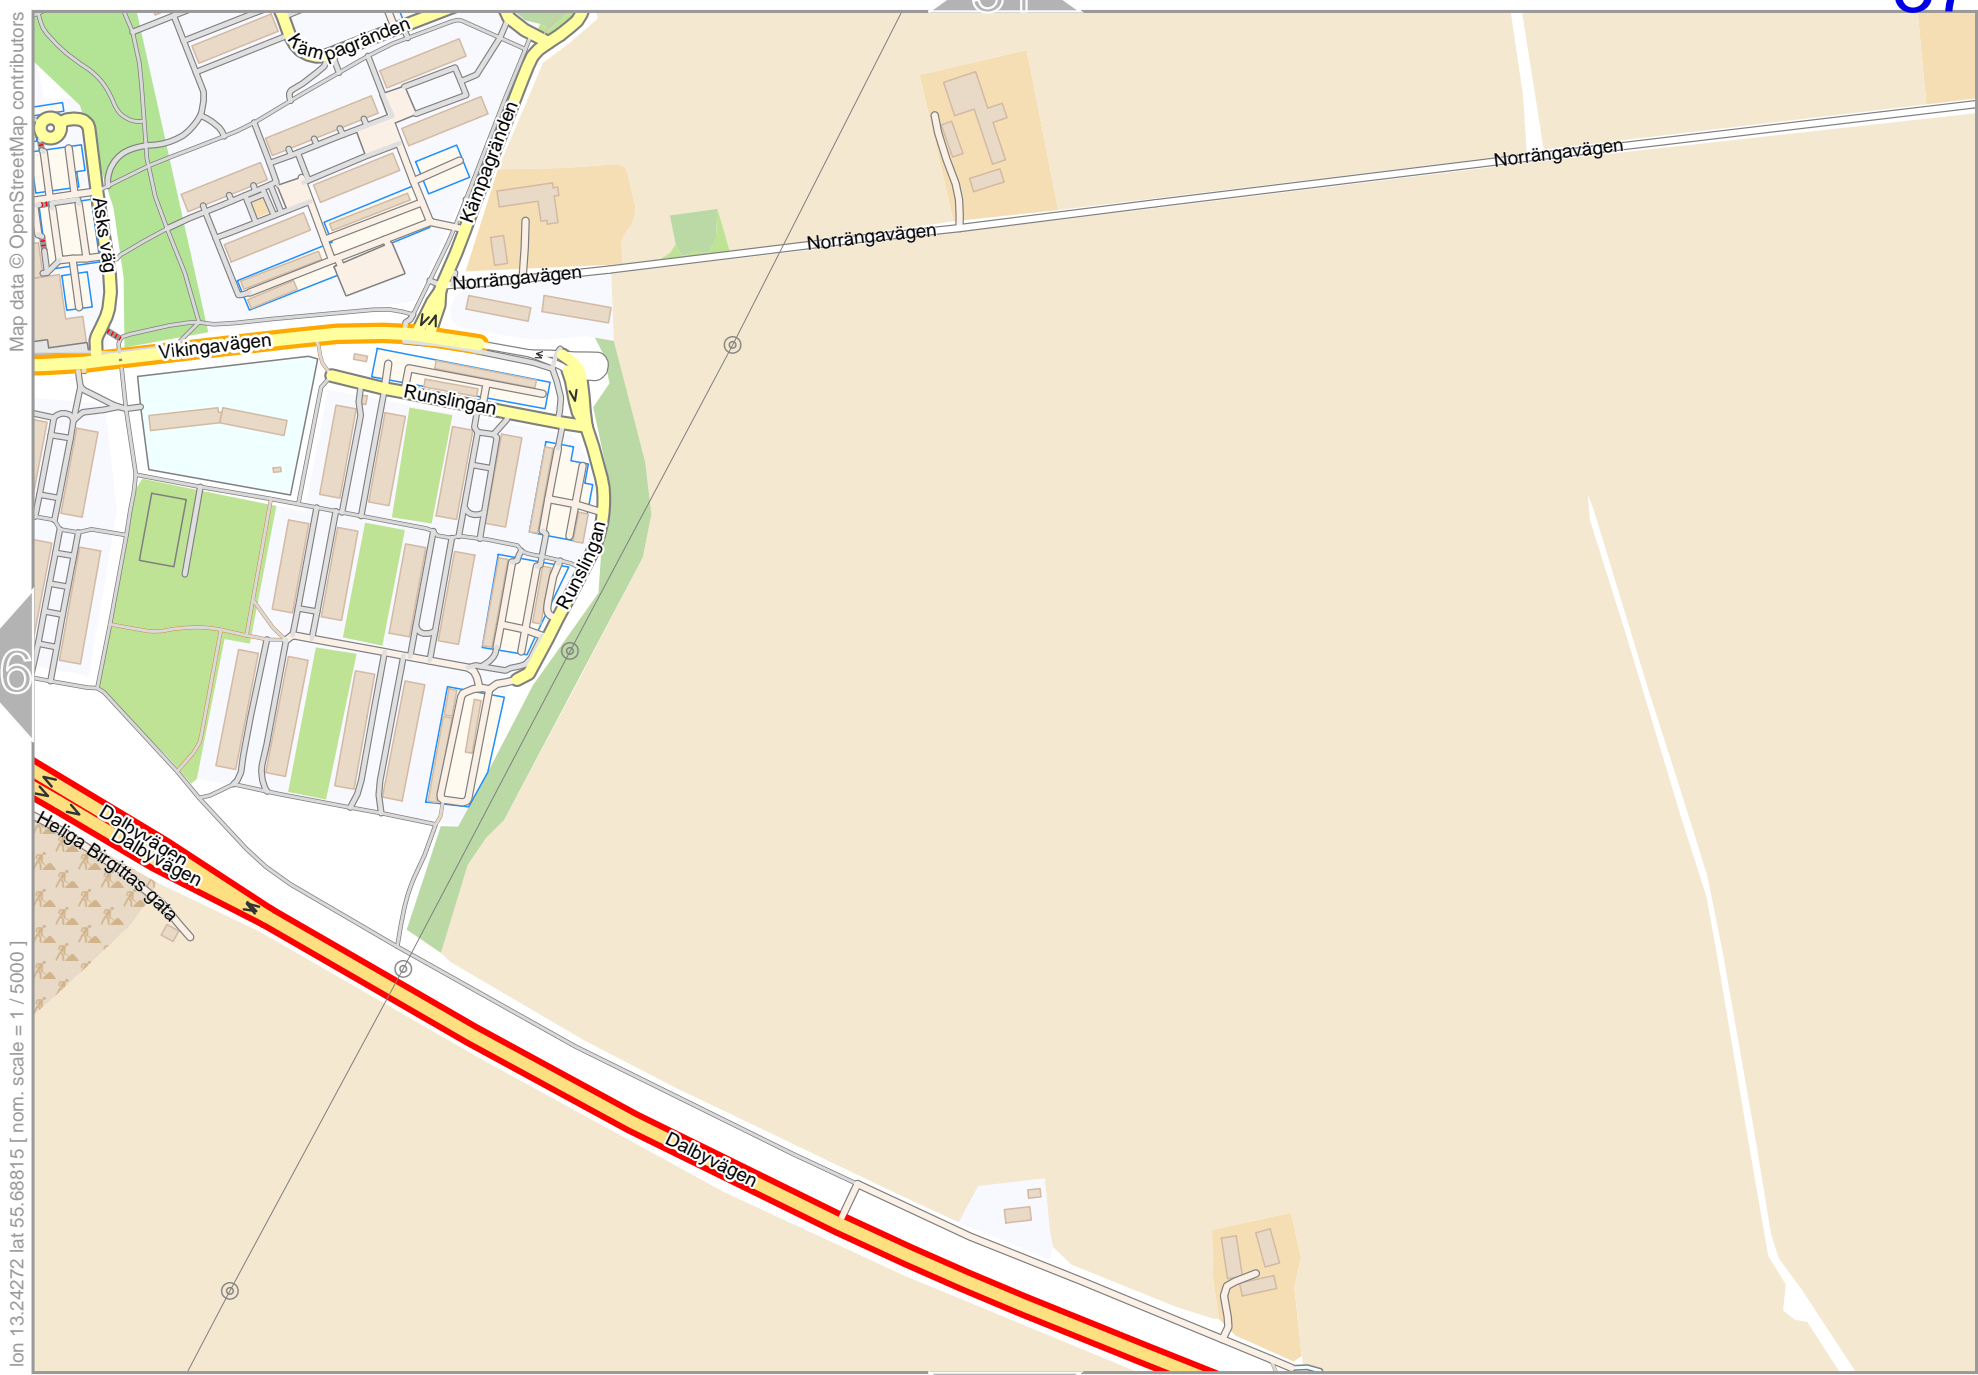 Map data © OpenStreetMap contributors
Kämpagränden
Kämpagränden
Norrängavägen
Norrängavägen
Norrängavägen
Asks väg
Vikingavägen
Runslingan
Runslingan
6
Dalbyvägen
Dalbyvägen
Heliga Birgittas gata
Dalbyvägen
lon 13.24272 lat 55.68815 [ nom. scale = 1 / 5000 ]